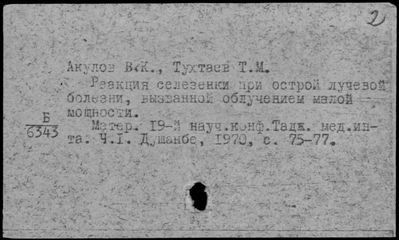 2
Акулов В.К., Тухтаев Т.М.
Реакция селезенки при острой лучевой
болезни, вызванной облучением малой
мощности.
Б
6343
Матер. 19-й науч.конф.Тадж. мед.ин-
та. Ч.I. Душанбе, 1970, с. 75-77.